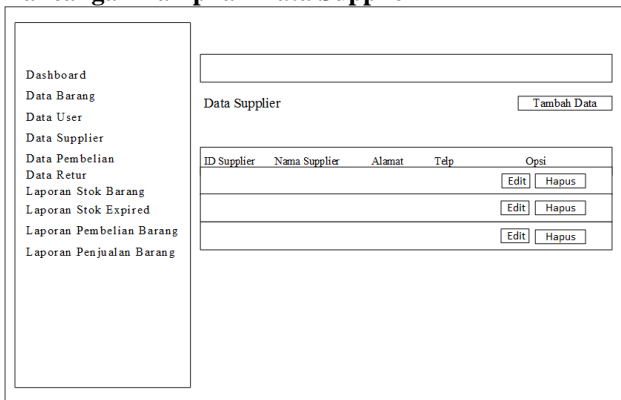 Dashboard
Data Barang
Data User
Data Supplier
Data Pembelian
Data Retur
Laporan Stok Barang
Laporan Stok Expired
Laporan Pembelian Barang
Laporan Penjualan Barang
Data Supplier
Tambah Data
ID Supplier Nama Supplier Alamat Telp Opsi
Edit Hapus
Edit Hapus
Edit Hapus